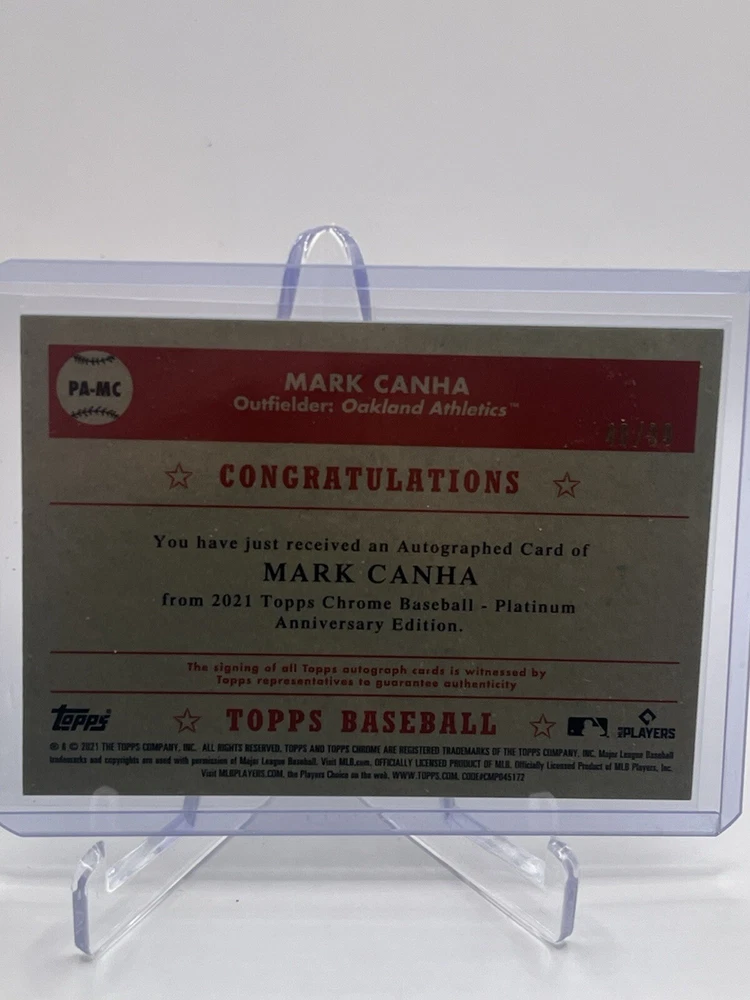 PA-MC
MARK CANHA
Outfielder: Oakland Athletics™
CONGRATULATIONS
You have just received an Autographed Card of
MARK CANHA
from 2021 Topps Chrome Baseball - Platinum
Anniversary Edition.
The signing of all Topps autograph cards is witnessed by
Topps representatives to guarantee authenticity
Topps®
TOPPS BASEBALL
MLB PLAYERS
® & © 2021 THE TOPPS COMPANY, INC. ALL RIGHTS RESERVED. TOPPS AND TOPPS CHROME ARE REGISTERED TRADEMARKS OF THE TOPPS COMPANY, INC. Major League Baseball
trademarks and copyrights are used with permission of Major League Baseball. Visit MLB.com. OFFICIALLY LICENSED PRODUCT OF MLB Players, Inc.
Visit MLBPLAYERS.COM, the Players Choice on the web. WWW.TOPPS.COM. CODE#CMP045172